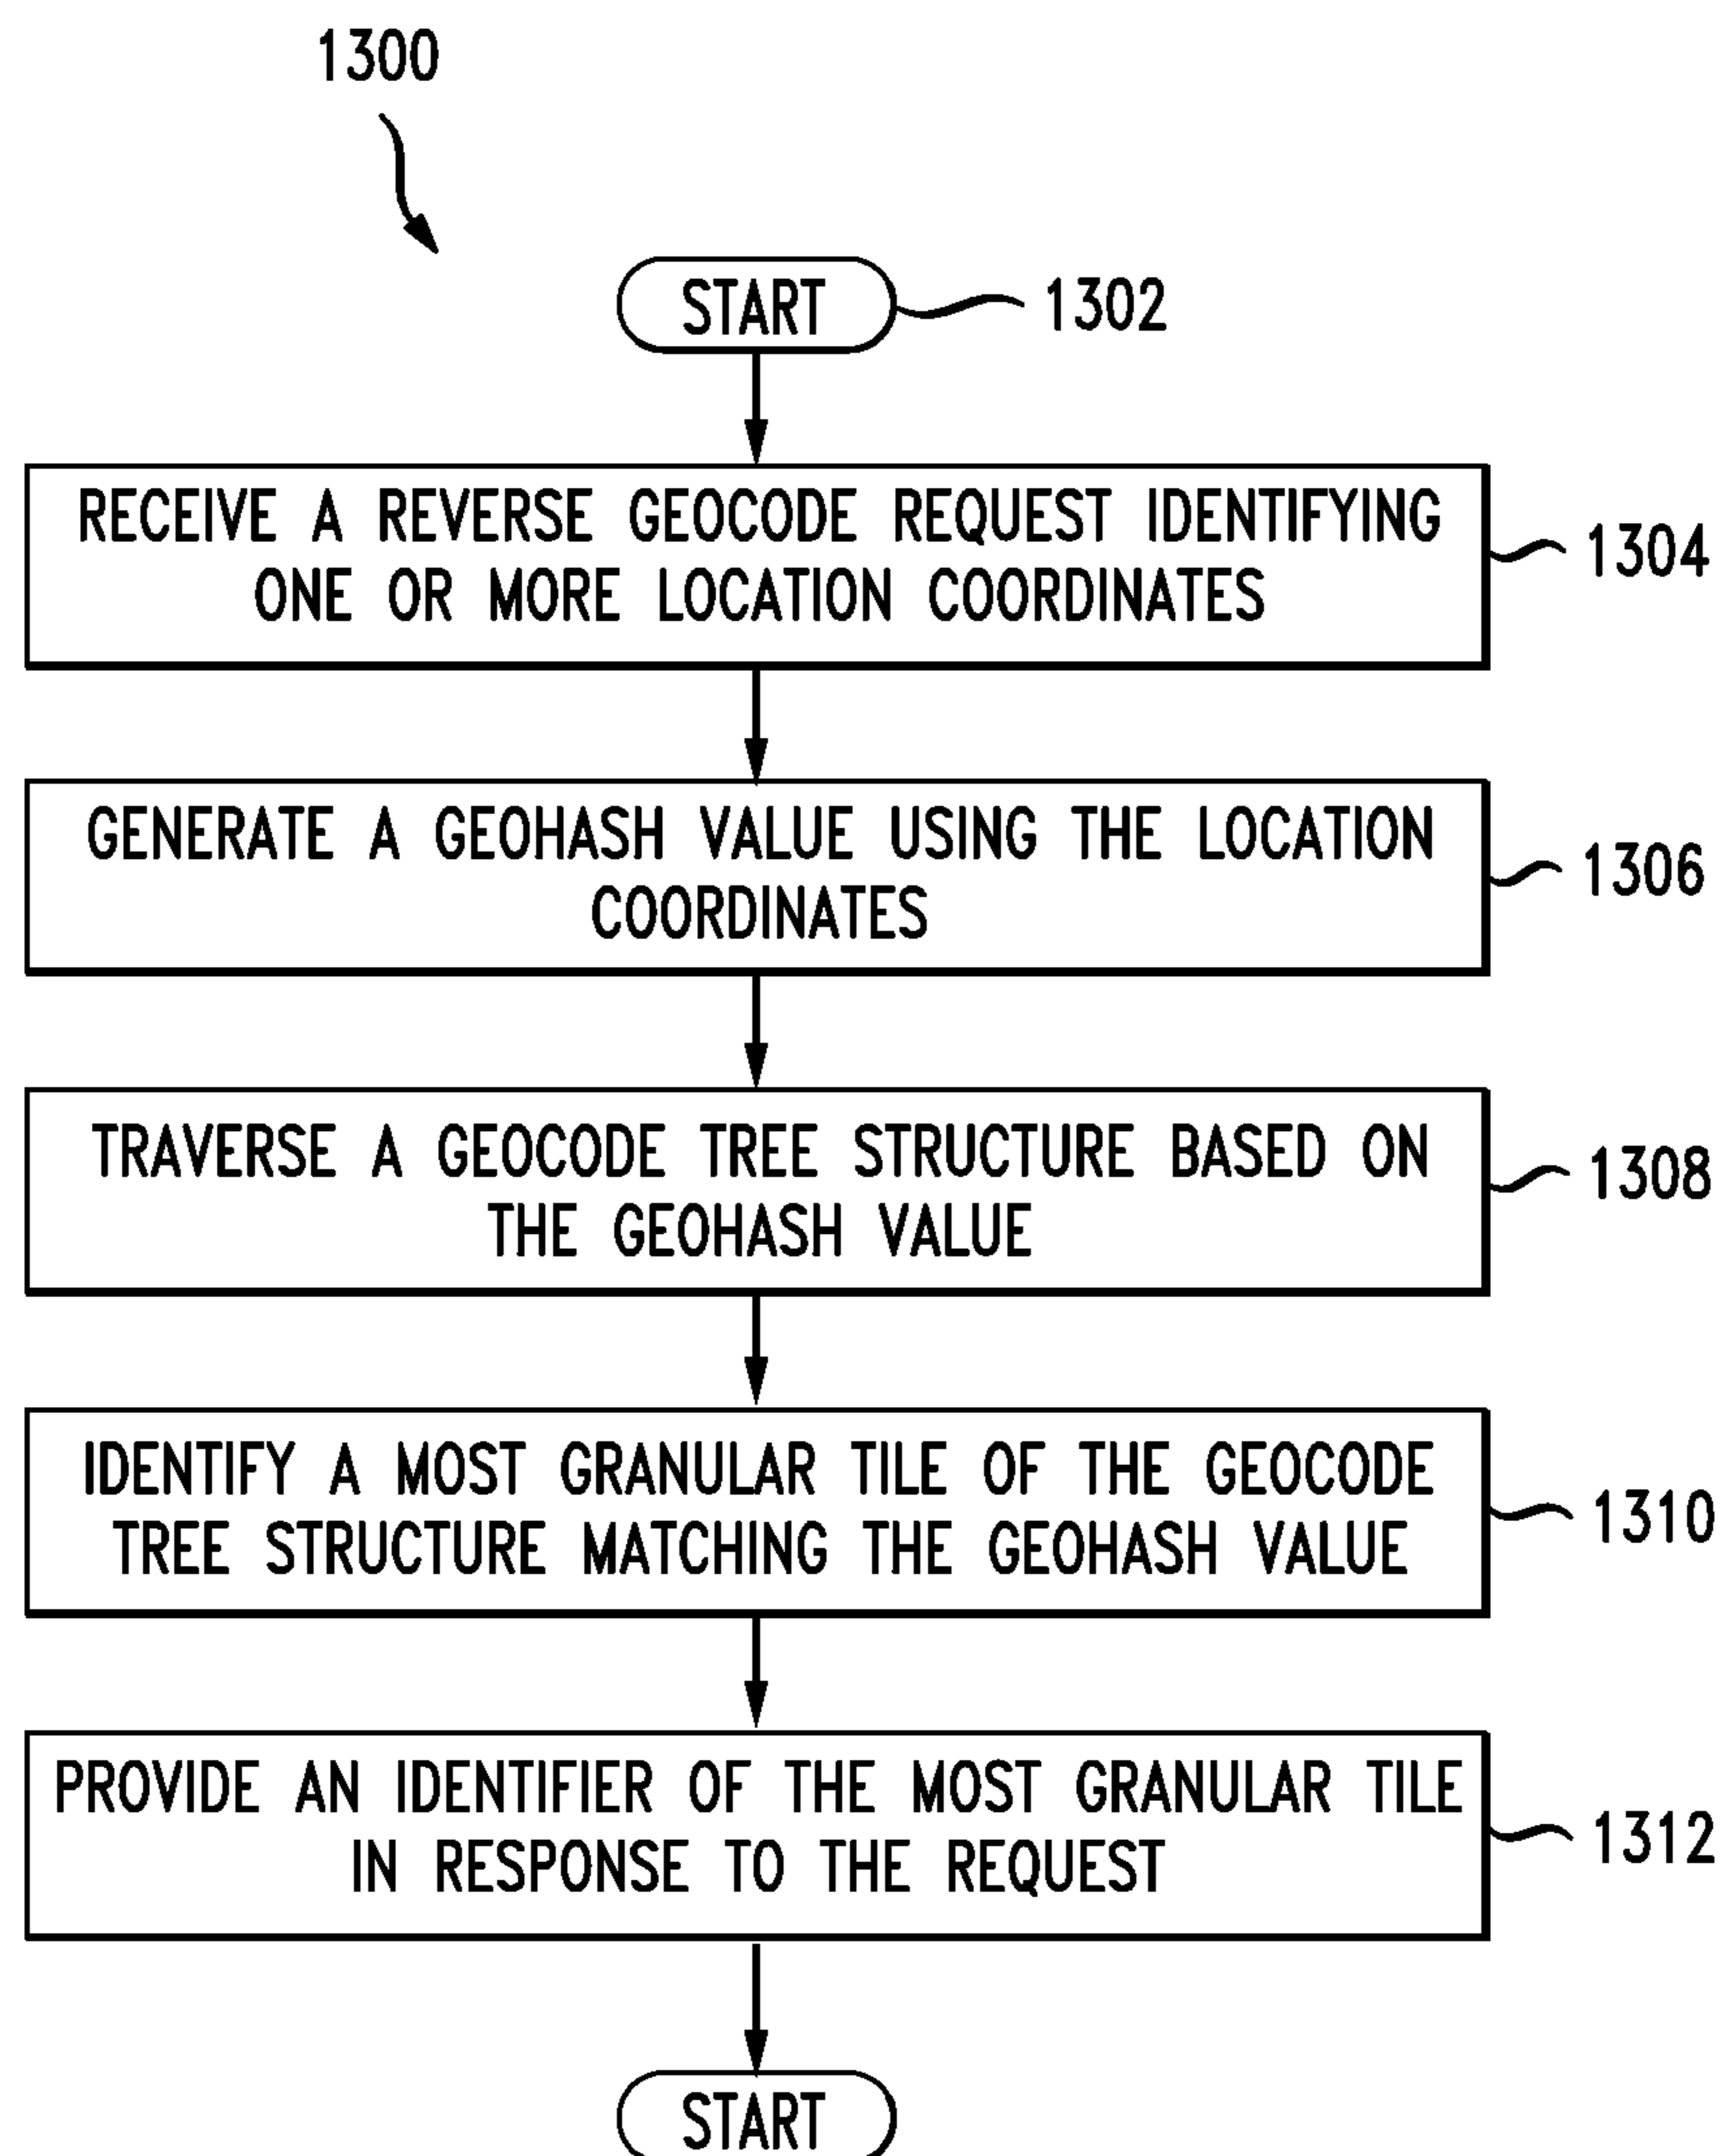 1300
START
1302
RECEIVE A REVERSE GEOCODE REQUEST IDENTIFYING
ONE OR MORE LOCATION COORDINATES
1304
GENERATE A GEOHASH VALUE USING THE LOCATION
COORDINATES
1306
TRAVERSE A GEOCODE TREE STRUCTURE BASED ON
THE GEOHASH VALUE
1308
IDENTIFY A MOST GRANULAR TILE OF THE GEOCODE
TREE STRUCTURE MATCHING THE GEOHASH VALUE
1310
PROVIDE AN IDENTIFIER OF THE MOST GRANULAR TILE
IN RESPONSE TO THE REQUEST
1312
START